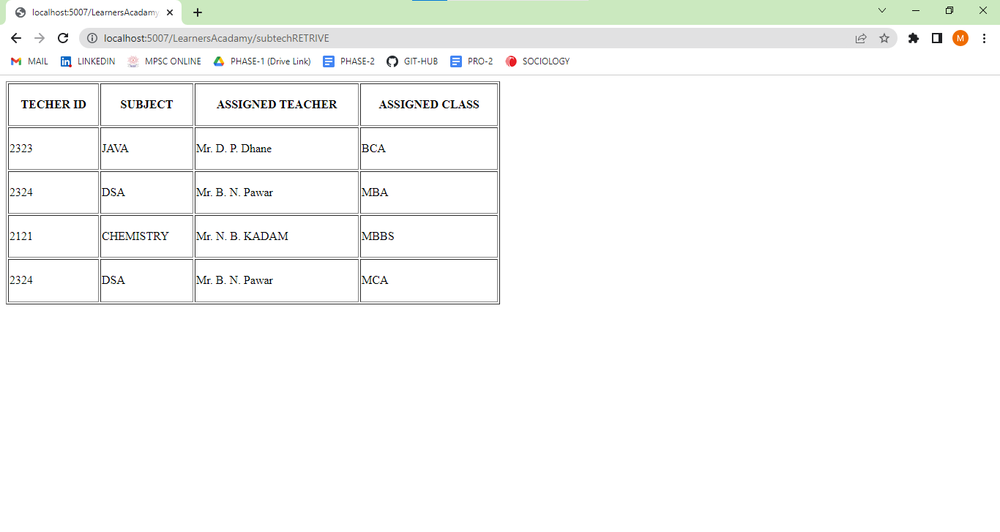 localhost:5007/LearnersAcadamy
localhost:5007/LearnersAcadamy/subtechRETRIVE
M
MAIL LINKEDIN MPSC ONLINE PHASE-1 (Drive Link) PHASE-2 GIT-HUB PRO-2 SOCIOLOGY
TECHER ID SUBJECT ASSIGNED TEACHER ASSIGNED CLASS
2323 JAVA Mr. D. P. Dhane BCA
2324 DSA Mr. B. N. Pawar MBA
2121 CHEMISTRY Mr. N. B. KADAM MBBS
2324 DSA Mr. B. N. Pawar MCA